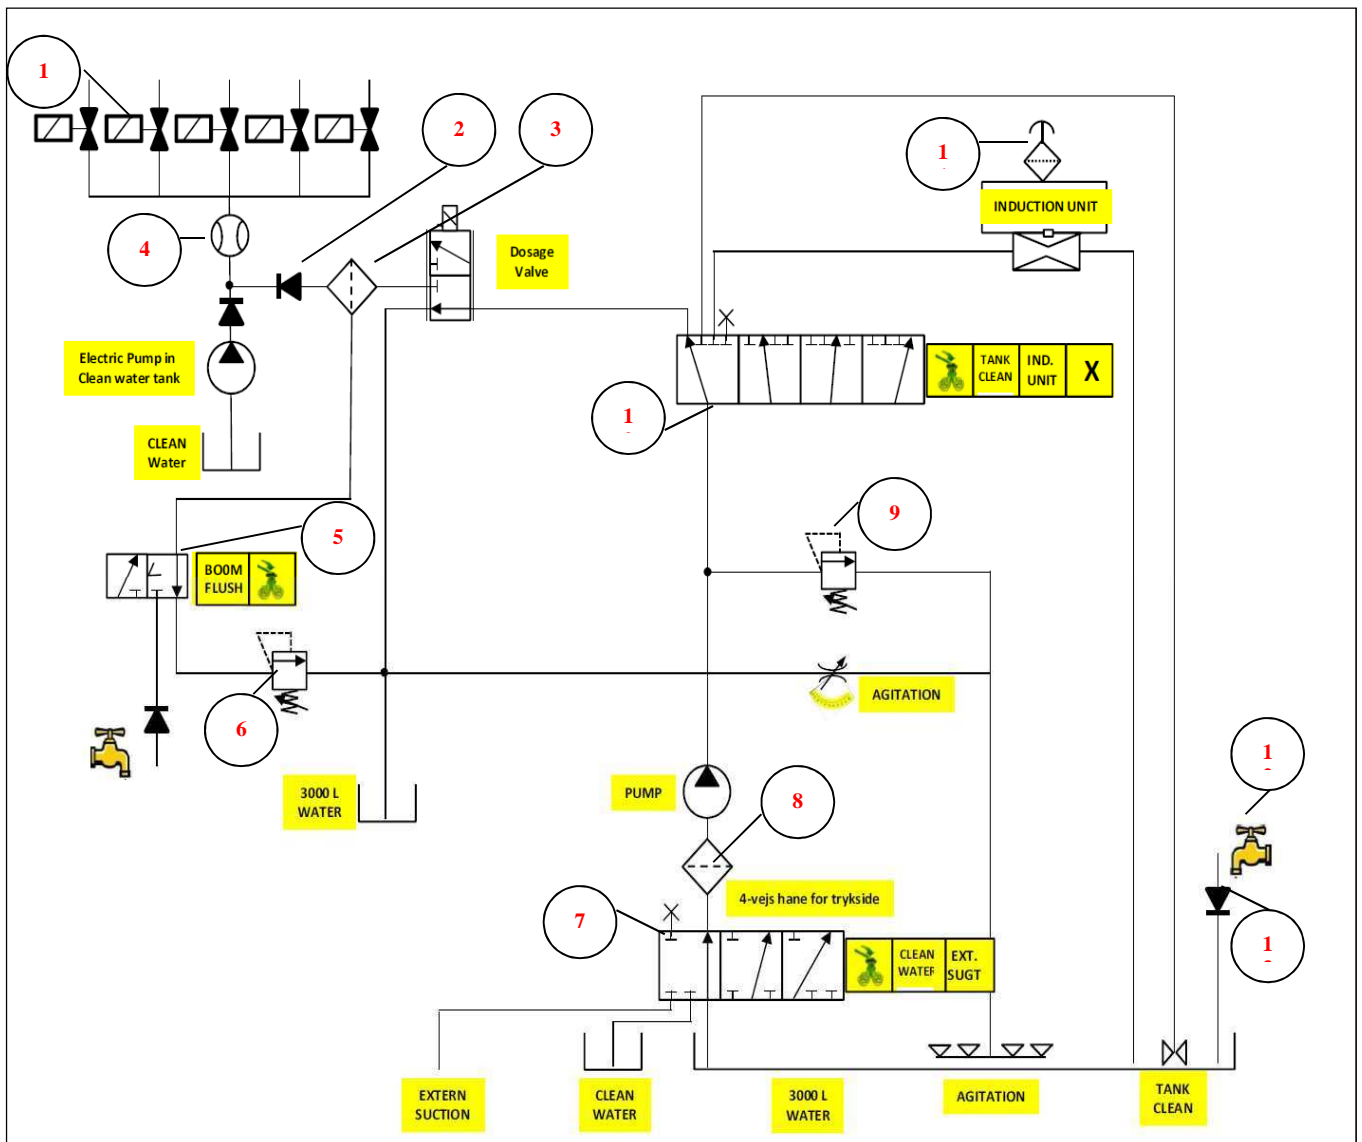 1
2
3
1
INDUCTION UNIT
4
Dosage
Valve
Electric Pump in
Clean water tank
TANK
CLEAN
IND.
UNIT
X
1
CLEAN
Water
9
5
BO0M
FLUSH
AGITATION
6
1
PUMP
8
3000 L
WATER
4-vejs hane for trykside
7
1
CLEAN
WATER
EXT.
SUGT
EXTERN
SUCTION
CLEAN
WATER
3000 L
WATER
AGITATION
TANK
CLEAN